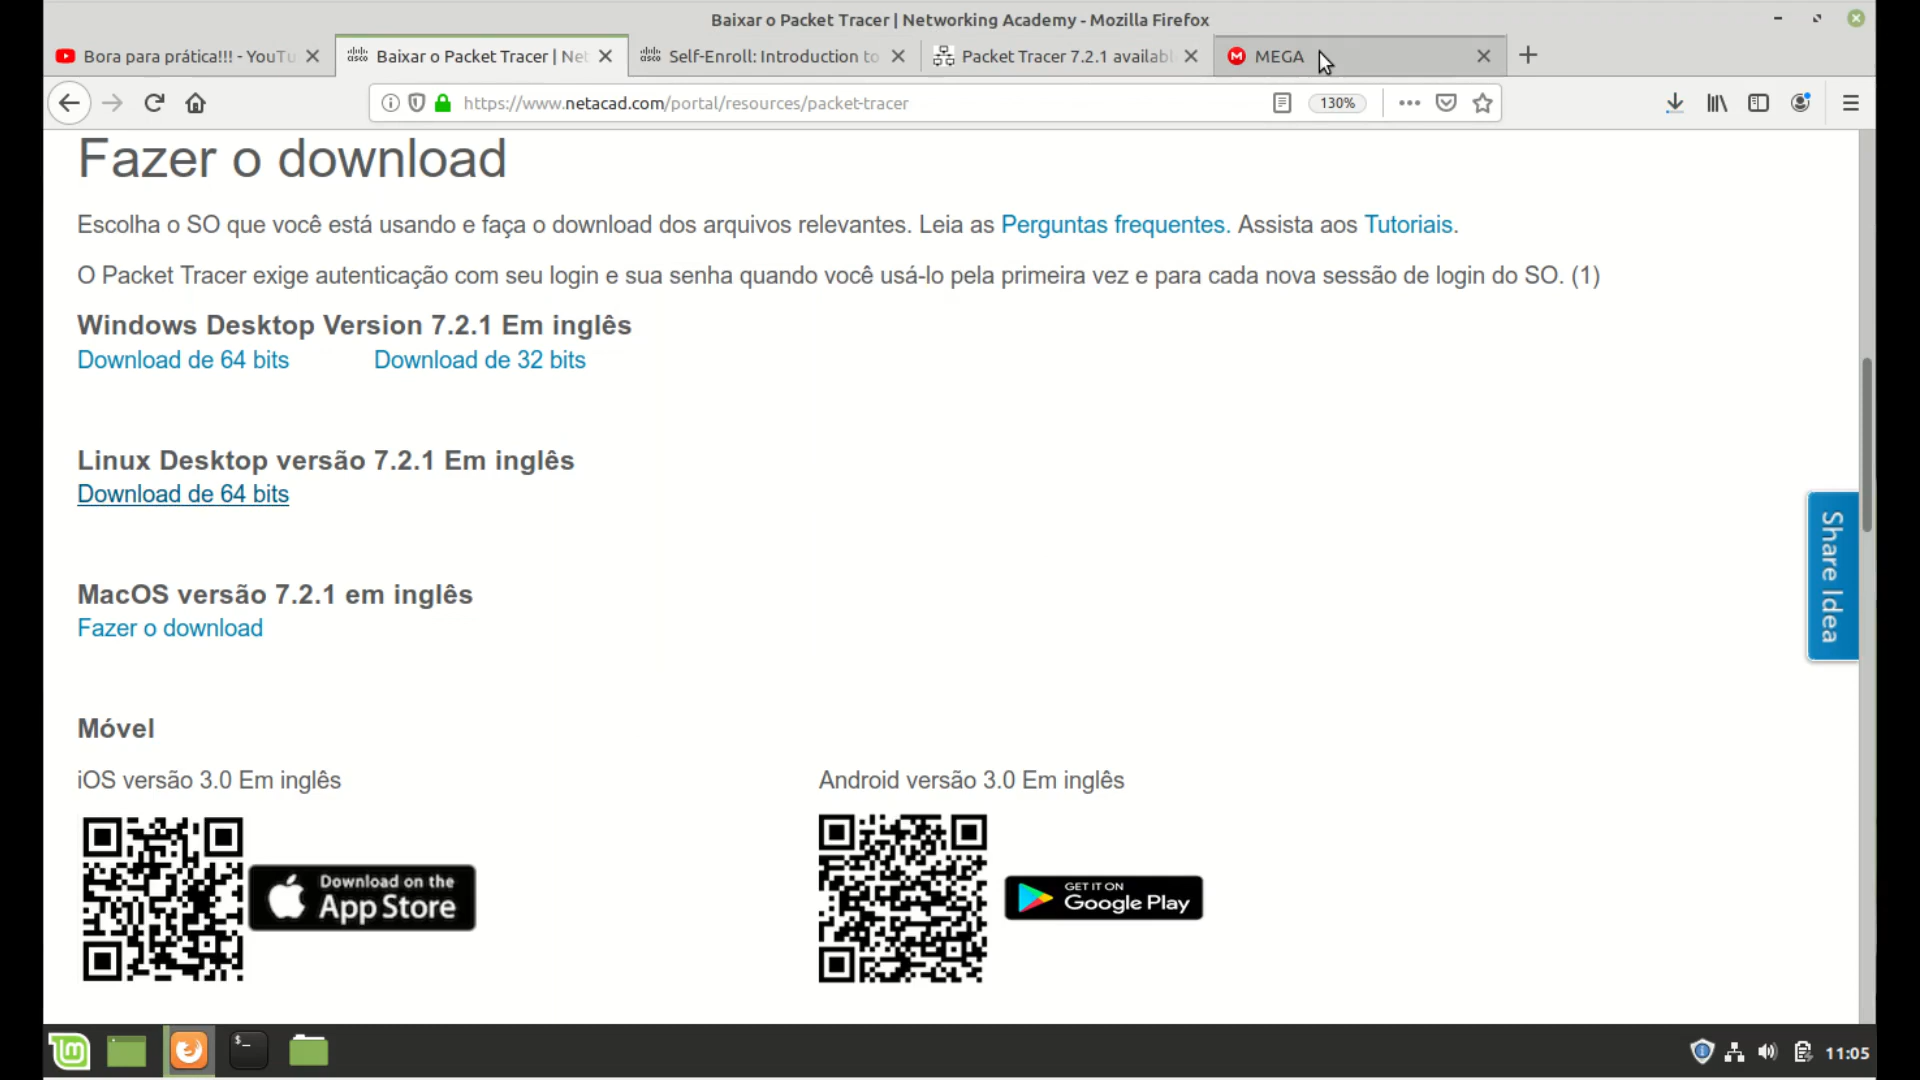 Baixar o Packet Tracer | Networking Academy - Mozilla Firefox
Bora para prática!!! - YouTu
Baixar o Packet Tracer | Net
Self-Enroll: Introduction to
Packet Tracer 7.2.1 availab
MEGA
https://www.netacad.com/portal/resources/packet-tracer
130%
Fazer o download
Escolha o SO que você está usando e faça o download dos arquivos relevantes. Leia as Perguntas frequentes. Assista aos Tutoriais.
O Packet Tracer exige autenticação com seu login e sua senha quando você usá-lo pela primeira vez e para cada nova sessão de login do SO. (1)
Windows Desktop Version 7.2.1 Em inglês
Download de 64 bits
Download de 32 bits
Linux Desktop versão 7.2.1 Em inglês
Download de 64 bits
Share Idea
MacOS versão 7.2.1 em inglês
Fazer o download
Móvel
iOS versão 3.0 Em inglês
Android versão 3.0 Em inglês
Download on the
App Store
GET IT ON
Google Play
11:05